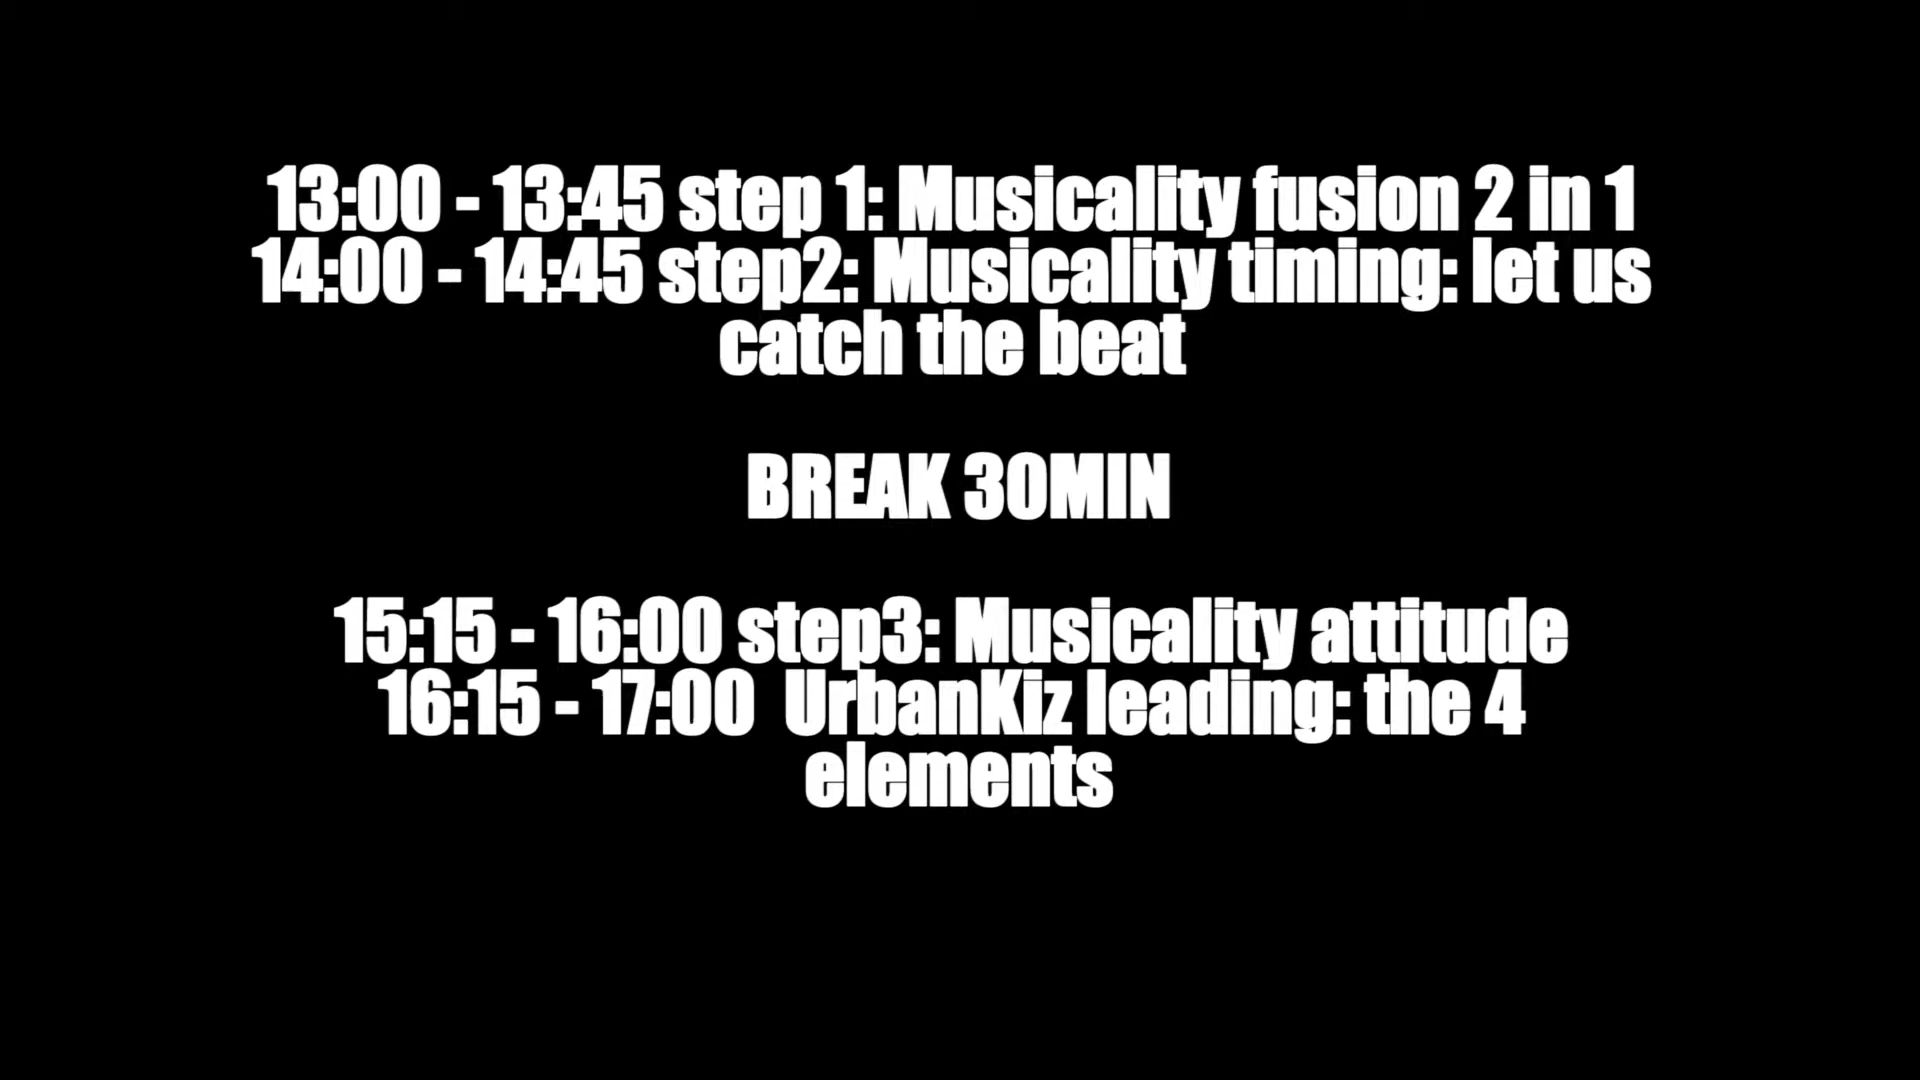 13:00 - 13:45 step 1: Musicality fusion 2 in 1
14:00 - 14:45 step2: Musicality timing: let us
catch the beat
BREAK 30MIN
15:15 - 16:00 step3: Musicality attitude
16:15 - 17:00  UrbanKiz leading: the 4
elements